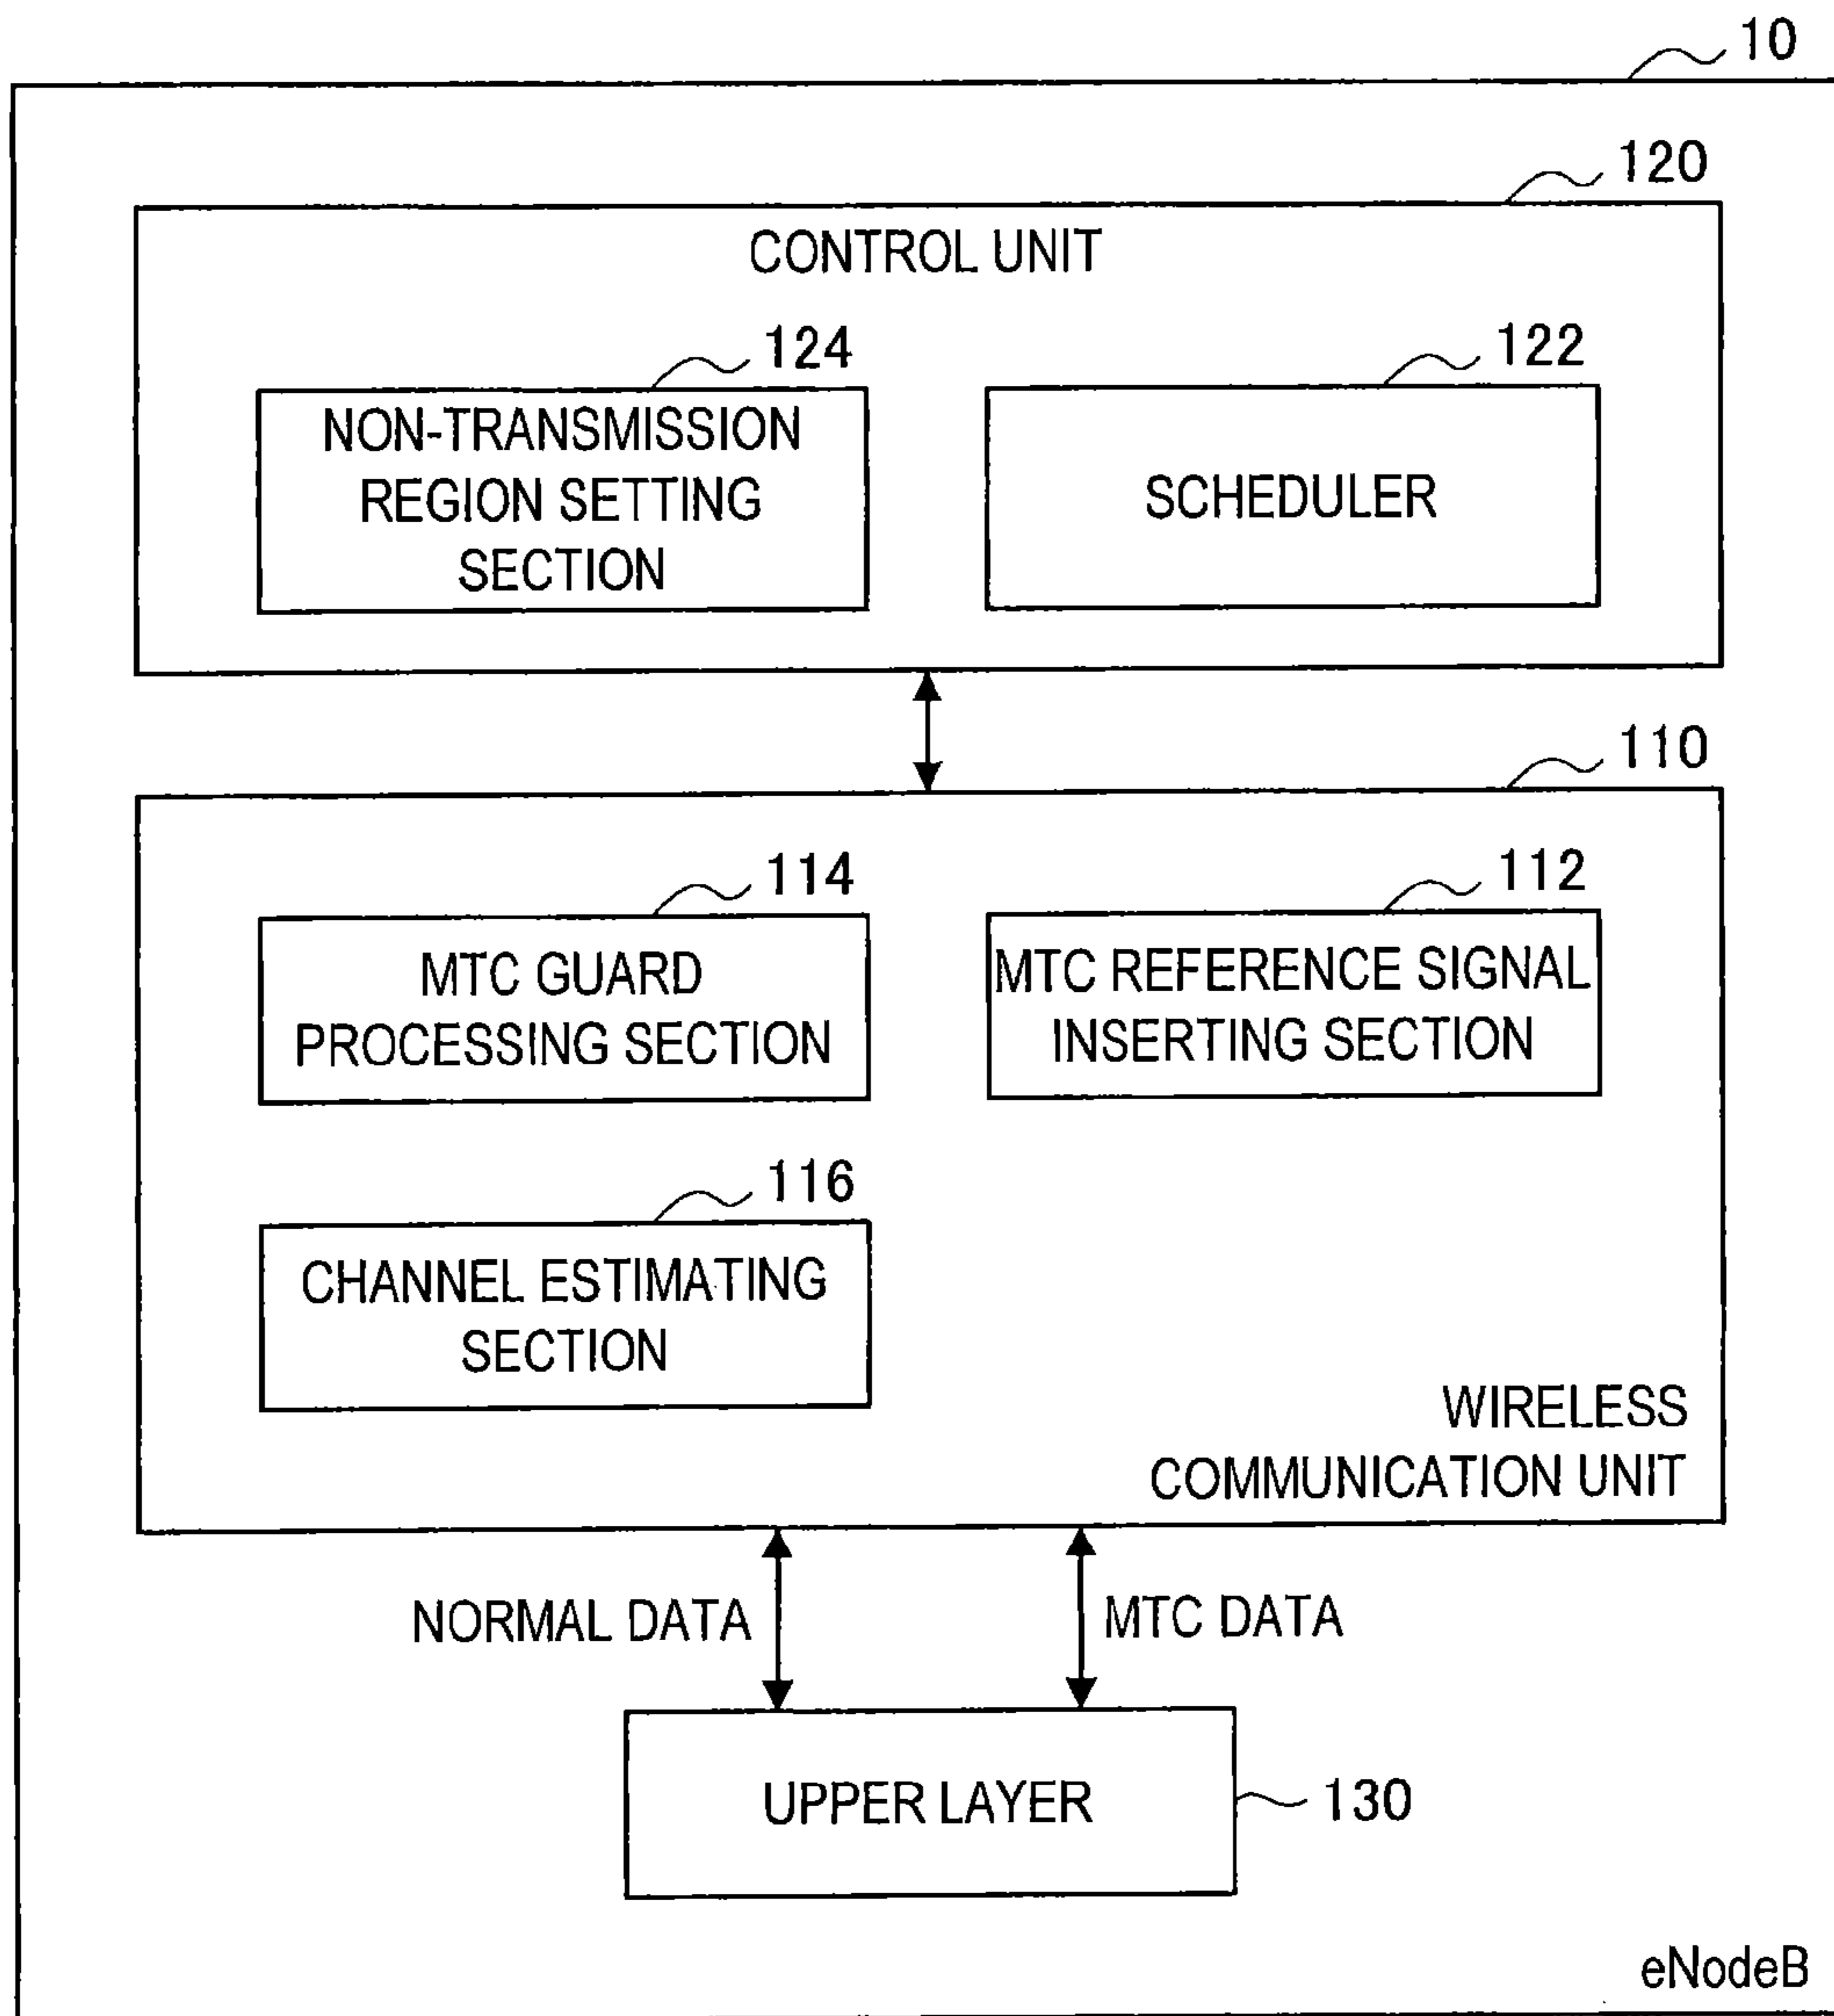 10
120
CONTROL UNIT
124
122
NON-TRANSMISSION
REGION SETTING
SECTION
SCHEDULER
110
114
112
MTC GUARD
PROCESSING SECTION
MTC REFERENCE SIGNAL
INSERTING SECTION
116
CHANNEL ESTIMATING
SECTION
WIRELESS
COMMUNICATION UNIT
NORMAL DATA
MTC DATA
UPPER LAYER
130
eNodeB